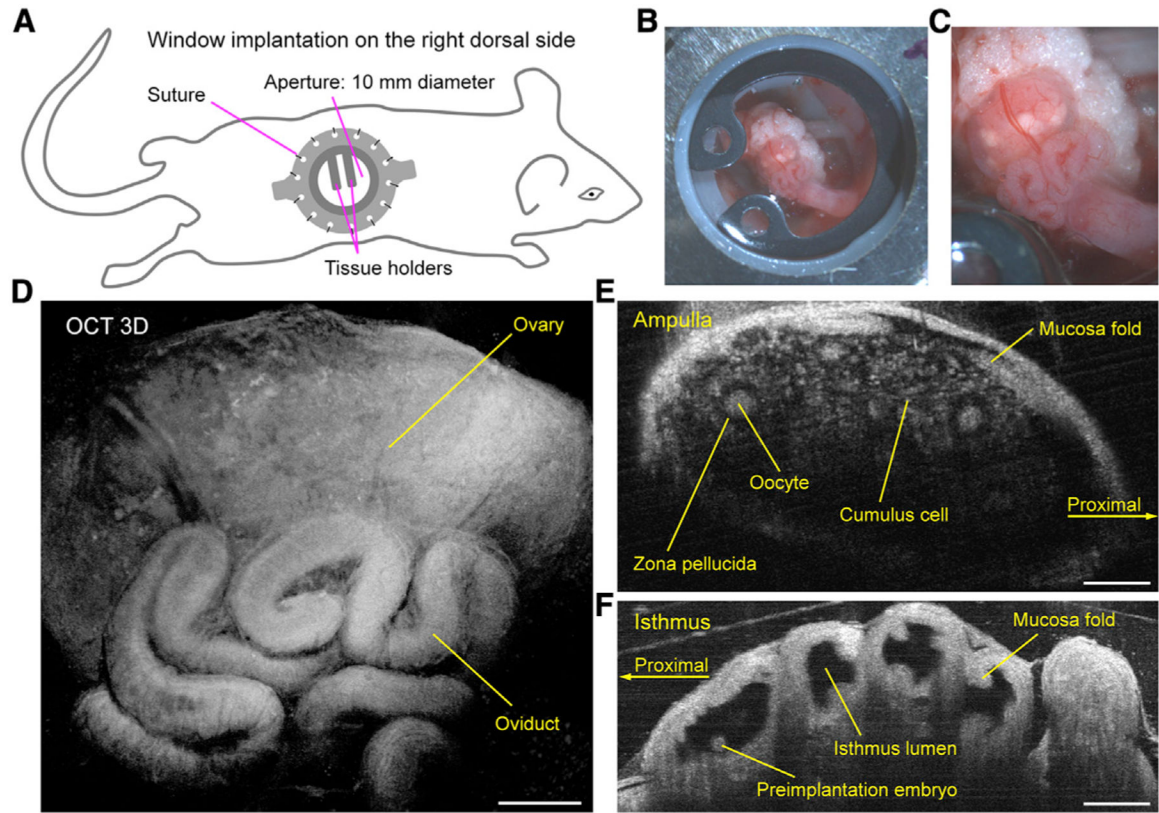 A
Window implantation on the right dorsal side
Aperture: 10 mm diameter
Suture
Tissue holders
B
C
D
OCT 3D
Ovary
Oviduct
E
Ampulla
Mucosa fold
Oocyte
Cumulus cell
Proximal
Zona pellucida
F
Isthmus
Mucosa fold
Proximal
Isthmus lumen
Preimplantation embryo